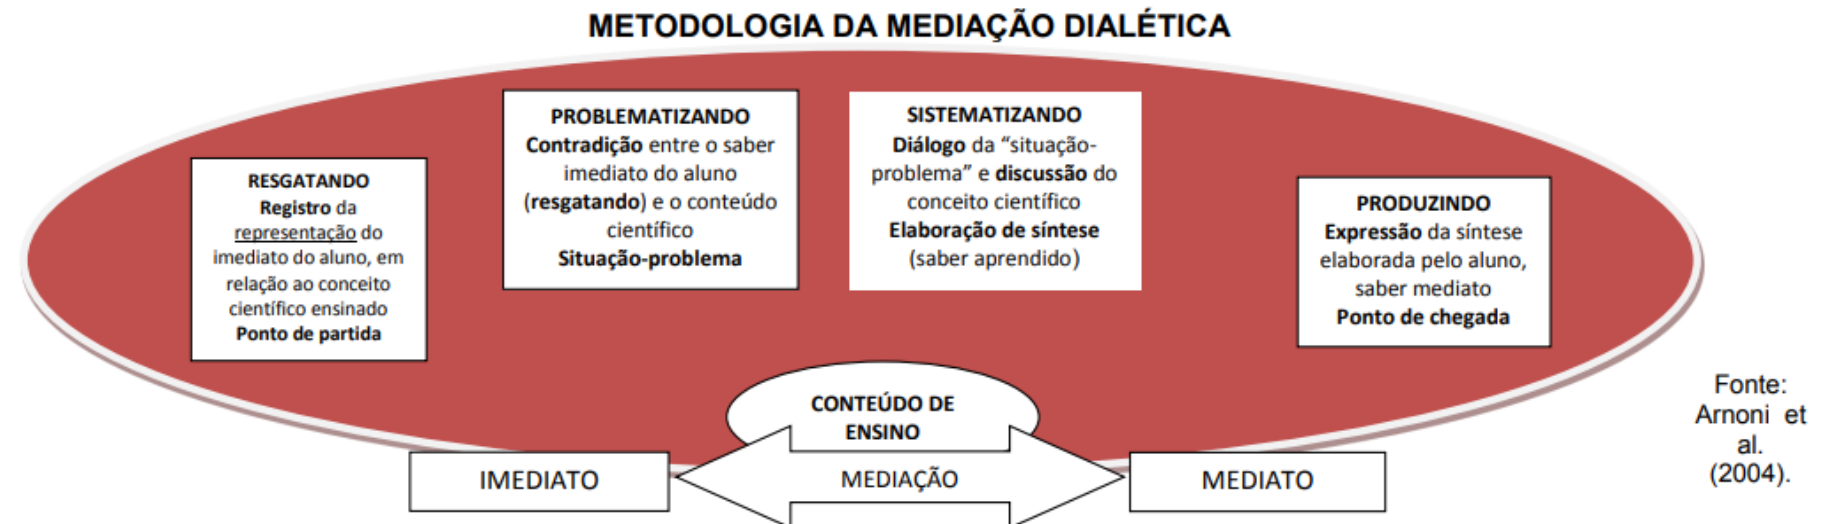 METODOLOGIA DA MEDIAÇÃO DIALÉTICA
RESGATANDO
Registro da
representação do
imediato do aluno, em
relação ao conceito
científico ensinado
Ponto de partida
PROBLEMATIZANDO
Contradição entre o saber
imediato do aluno
(resgatando) e o conteúdo
científico
Situação-problema
SISTEMATIZANDO
Diálogo da “situação-
problema” e discussão do
conceito científico
Elaboração de síntese
(saber aprendido)
PRODUZINDO
Expressão da síntese
elaborada pelo aluno,
saber mediato
Ponto de chegada
CONTEÚDO DE
ENSINO
IMEDIATO
MEDIAÇÃO
MEDIATO
Fonte:
Arnoni et
al.
(2004).